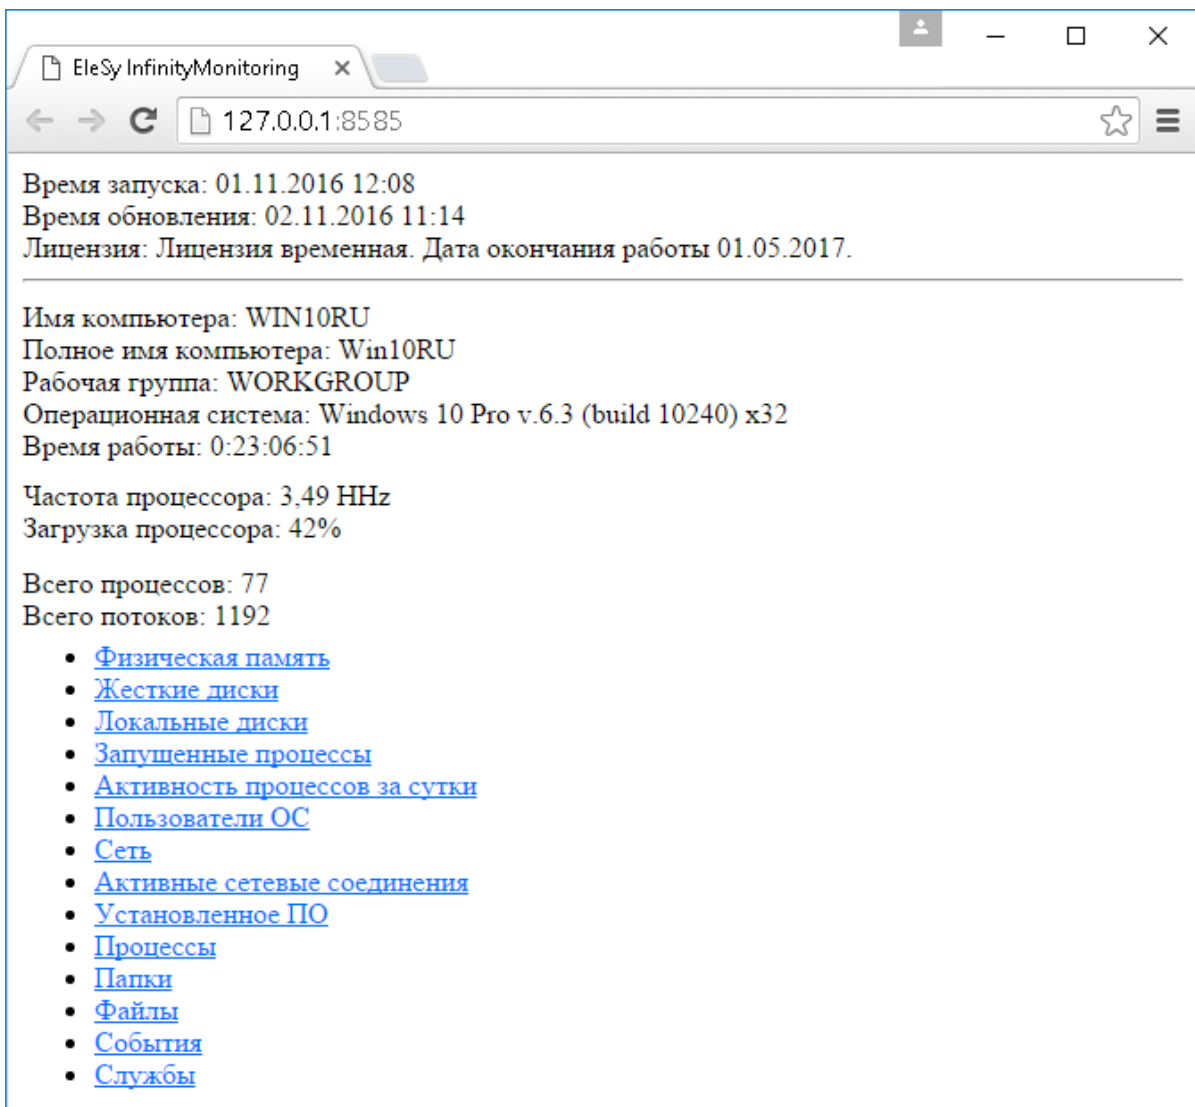 EleSy InfinityMonitoring
127.0.0.1:8585
Время запуска: 01.11.2016 12:08
Время обновления: 02.11.2016 11:14
Лицензия: Лицензия временная. Дата окончания работы 01.05.2017.
Имя компьютера: WIN10RU
Полное имя компьютера: Win10RU
Рабочая группа: WORKGROUP
Операционная система: Windows 10 Pro v.6.3 (build 10240) x32
Время работы: 0:23:06:51
Частота процессора: 3,49 HHz
Загрузка процессора: 42%
Всего процессов: 77
Всего потоков: 1192
Физическая память
Жесткие диски
Локальные диски
Запущенные процессы
Активность процессов за сутки
Пользователи ОС
Сеть
Активные сетевые соединения
Установленное ПО
Процессы
Папки
Файлы
События
Службы